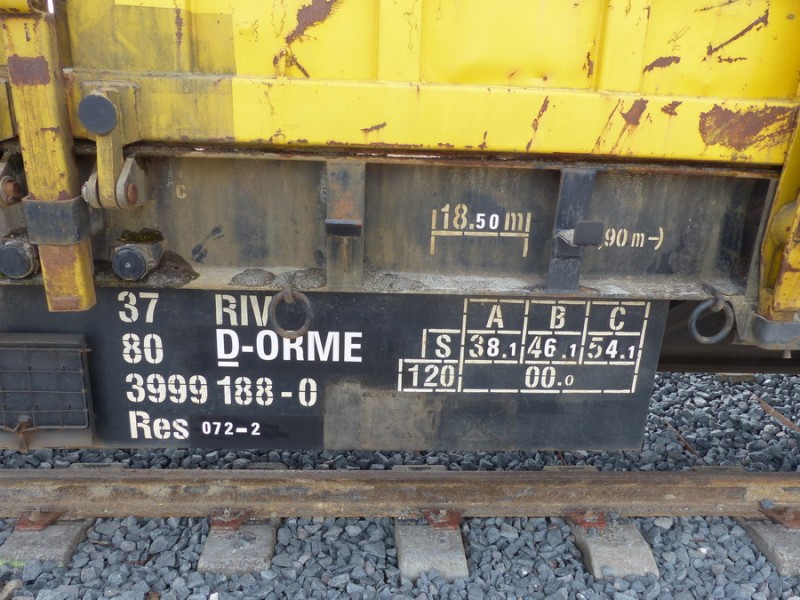 C
18.50 m
(90 m-)
37 RIV
80 D-ORME
3999 188-0
Res 072-2
A B C
S 38.1 46.1 54.1
120 00.0